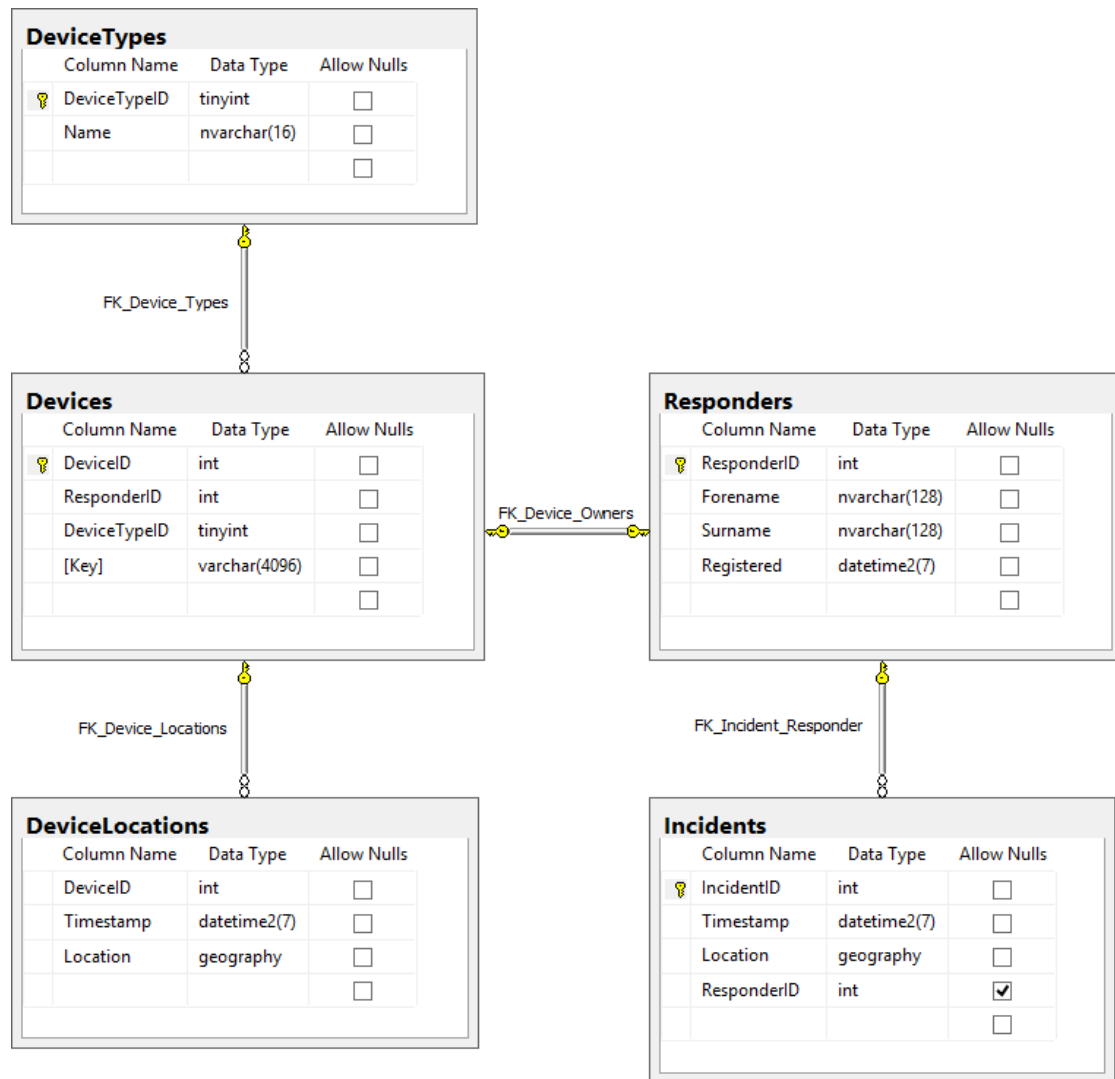 DeviceTypes
Column Name Data Type Allow Nulls
DeviceTypeID tinyint
Name nvarchar(16)
FK_Device_Types
Devices
Column Name Data Type Allow Nulls
DeviceID int
ResponderID int
DeviceTypeID tinyint
[Key] varchar(4096)
FK_Device_Owners
Responders
Column Name Data Type Allow Nulls
ResponderID int
Forename nvarchar(128)
Surname nvarchar(128)
Registered datetime2(7)
FK_Device_Locations
FK_Incident_Responder
DeviceLocations
Column Name Data Type Allow Nulls
DeviceID int
Timestamp datetime2(7)
Location geography
Incidents
Column Name Data Type Allow Nulls
IncidentID int
Timestamp datetime2(7)
Location geography
ResponderID int